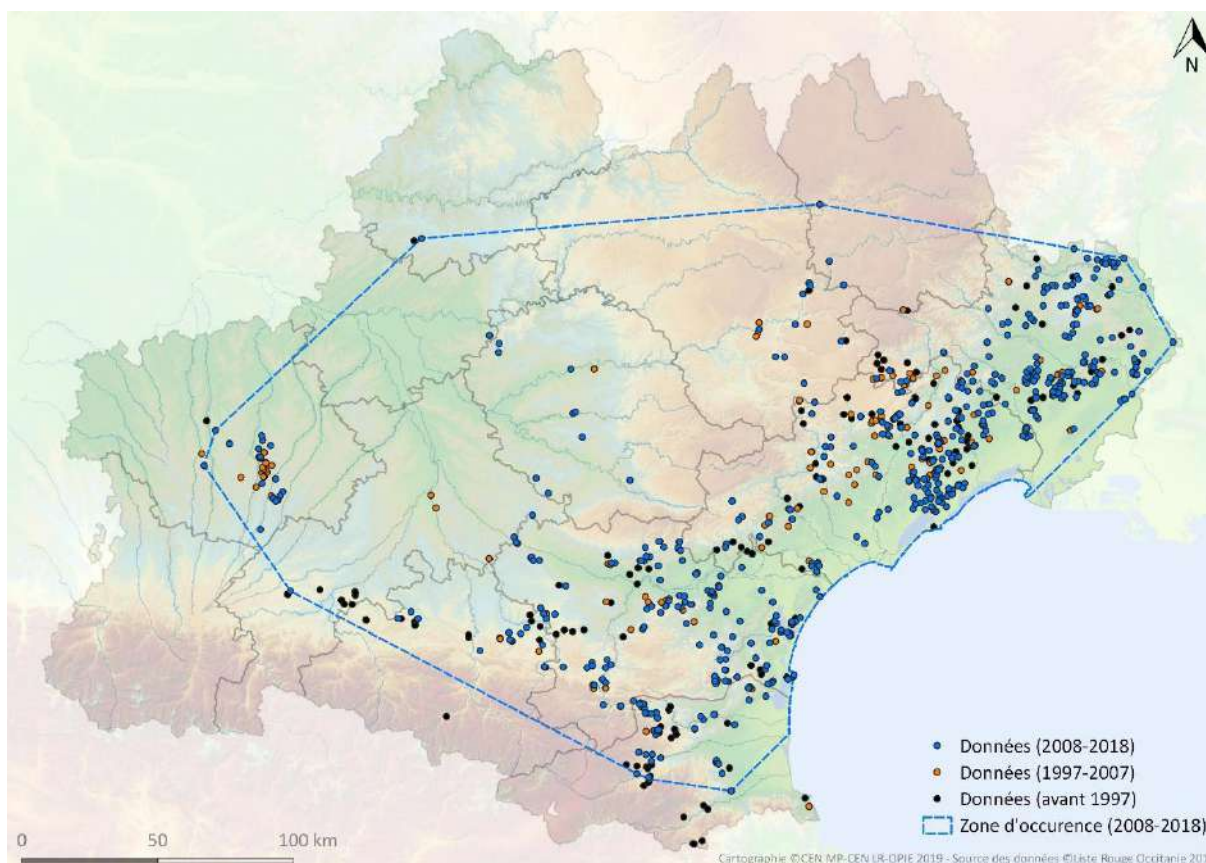 N
Données (2008-2018)
Données (1997-2007)
Données (avant 1997)
Zone d'occurence (2008-2018)
0 50 100 km
Cartographie ©CEN MP-CEN LR-OPIE 2019 - Source des données ©Liste Rouge Occitanie